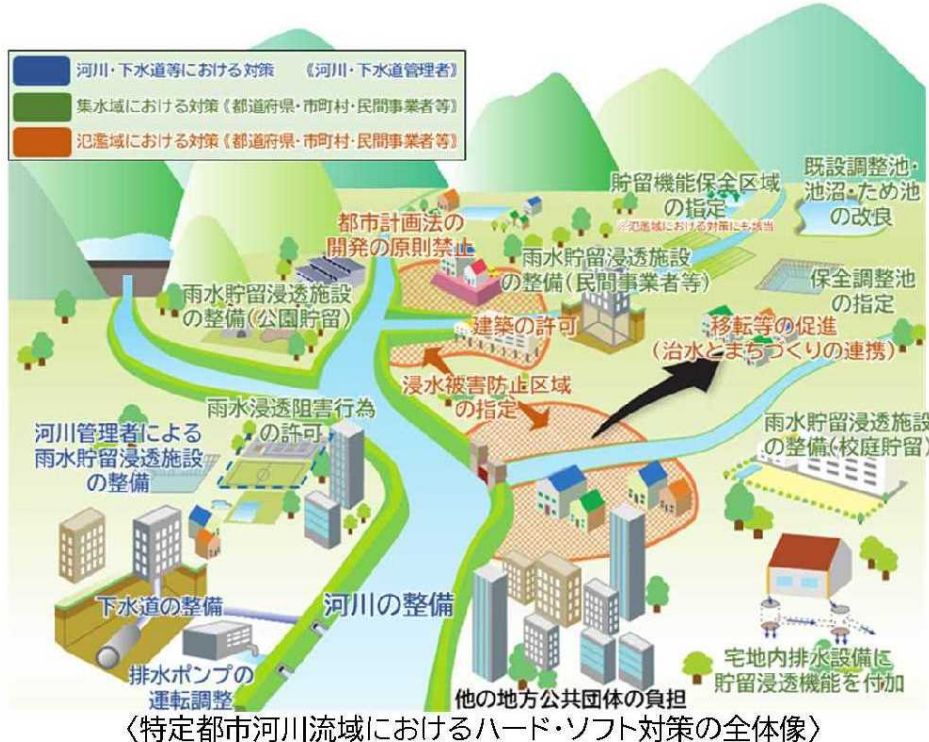 河川・下水道等における対策　《河川・下水道管理者》
集水域における対策《都道府県・市町村・民間事業者等》
氾濫域における対策《都道府県・市町村・民間事業者等》
貯留機能保全区域
の指定
※氾濫域における対策にも該当
既設調整池・
池沼・ため池
の改良
都市計画法の
開発の原則禁止
雨水貯留浸透施設
の整備(民間事業者等)
雨水貯留浸透施設
の整備(公園貯留)
保全調整池
の指定
建築の許可
移転等の促進
(治水とまちづくりの連携)
浸水被害防止区域
の指定
雨水浸透阻害行為
の許可
河川管理者による
雨水貯留浸透施設
の整備
雨水貯留浸透施設
の整備(校庭貯留)
下水道の整備
河川の整備
排水ポンプの
運転調整
他の地方公共団体の負担
宅地内排水設備に
貯留浸透機能を付加
〈特定都市河川流域におけるハード・ソフト対策の全体像〉